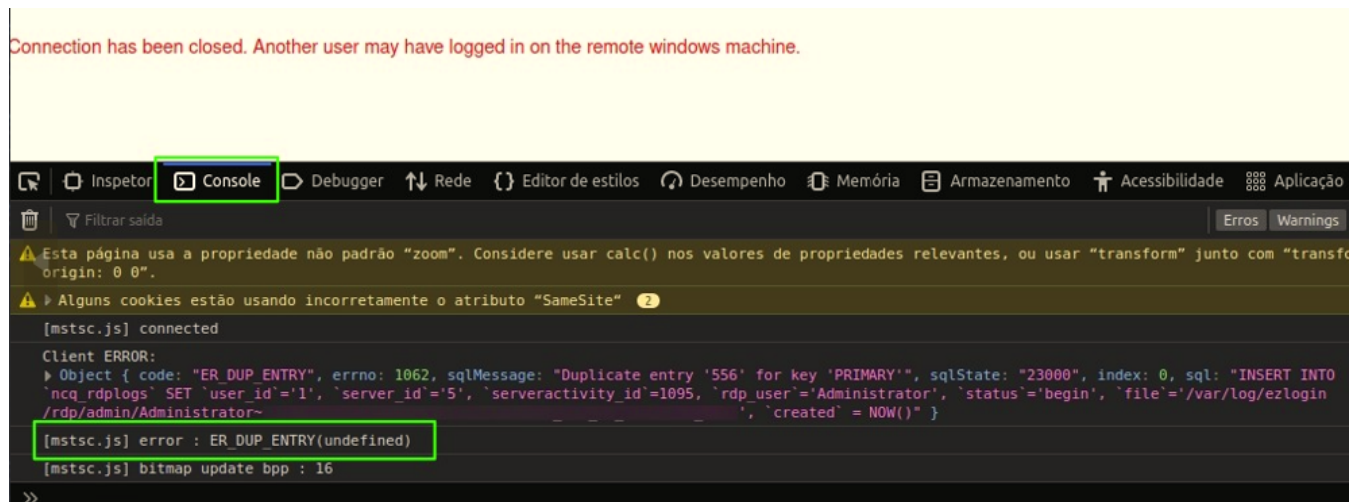 Connection has been closed. Another user may have logged in on the remote windows machine.
Inspetor Console Debugger Rede Editor de estilos Desempenho Memória Armazenamento Acessibilidade Aplicação
Filtrar saída Erros Warnings
Esta página usa a propriedade não padrão “zoom”. Considere usar calc() nos valores de propriedades relevantes, ou usar “transform” junto com “transfo
origin: 0 0”.
Alguns cookies estão usando incorretamente o atributo “SameSite“ 2
[mstsc.js] connected
Client ERROR:
Object { code: "ER_DUP_ENTRY", errno: 1062, sqlMessage: "Duplicate entry '556' for key 'PRIMARY'", sqlState: "23000", index: 0, sql: "INSERT INTO
`ncq_rdplogs` SET `user_id`='1', `server_id`='5', `serveractivity_id`=1095, `rdp_user`='Administrator', `status`='begin', `file`='/var/log/ezlogin
/rdp/admin/Administrator~ ', `created` = NOW()" }
[mstsc.js] error : ER_DUP_ENTRY(undefined)
[mstsc.js] bitmap update bpp : 16